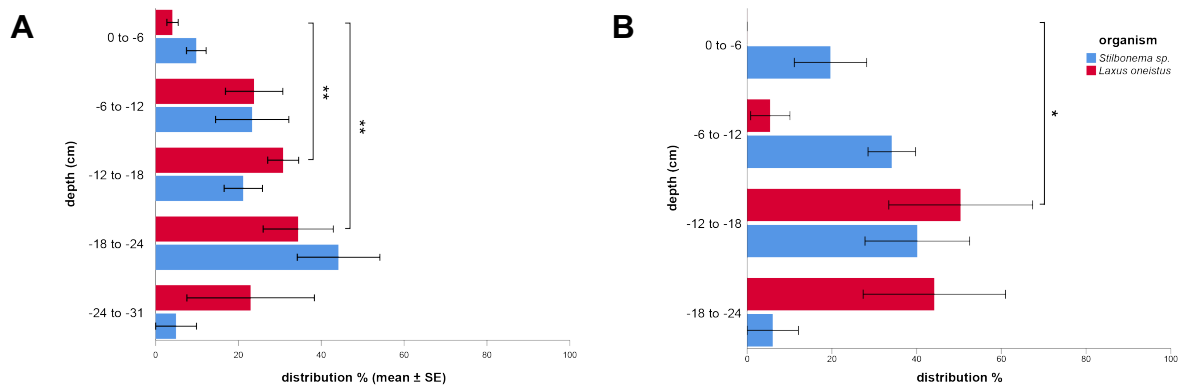 A
depth (cm)
0 to -6
-6 to -12
-12 to -18
-18 to -24
-24 to -31
**
**
0
20
40
60
80
100
distribution % (mean ± SE)
B
depth (cm)
0 to -6
-6 to -12
-12 to -18
-18 to -24
*
0
20
40
60
80
100
distribution %
organism
Stilbonema sp.
Laxus oneistus